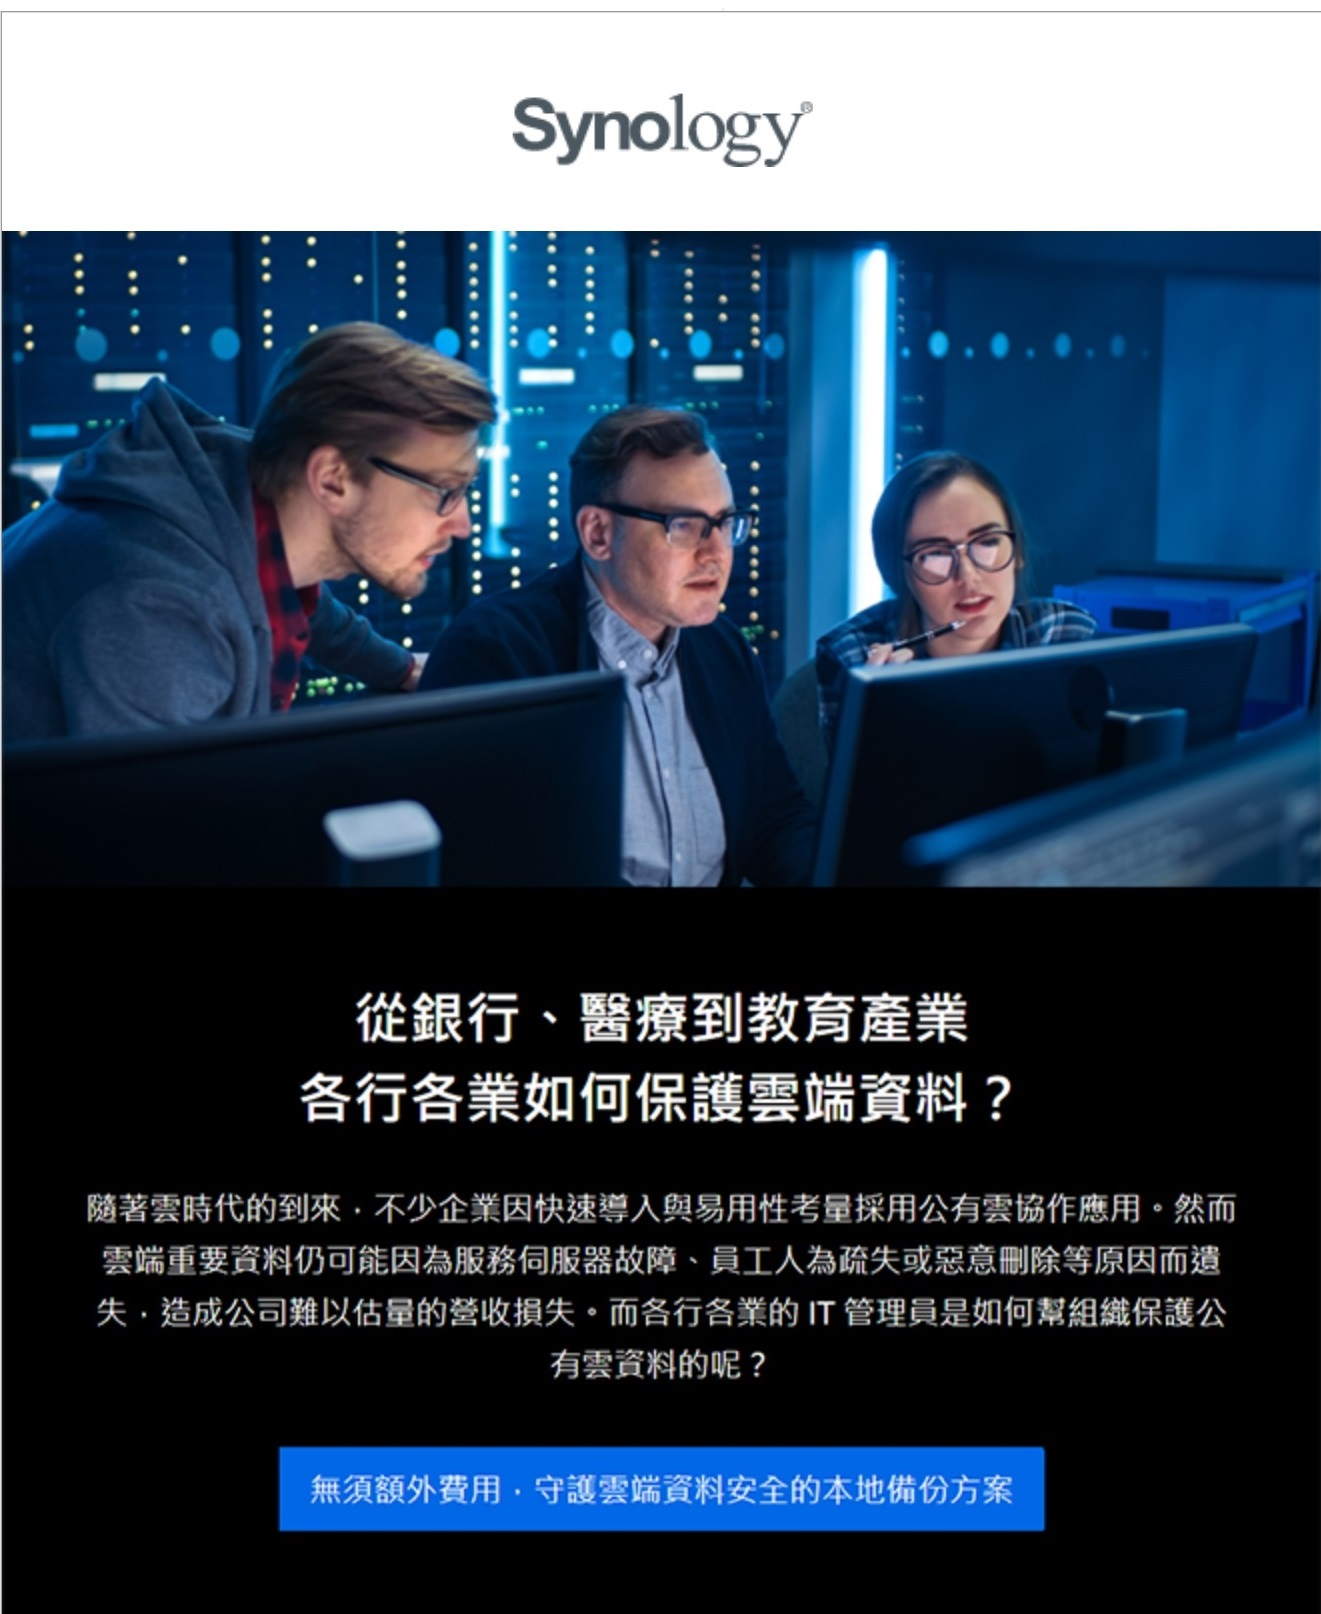 Synology®
從銀行、醫療到教育產業
各行各業如何保護雲端資料？
隨著雲時代的到來，不少企業因快速導入與易用性考量採用公有雲協作應用。然而
雲端重要資料仍可能因為服務伺服器故障、員工人為疏失或惡意刪除等原因而遺
失，造成公司難以估量的營收損失。而各行各業的 IT 管理員是如何幫組織保護公
有雲資料的呢？
無須額外費用，守護雲端資料安全的本地備份方案